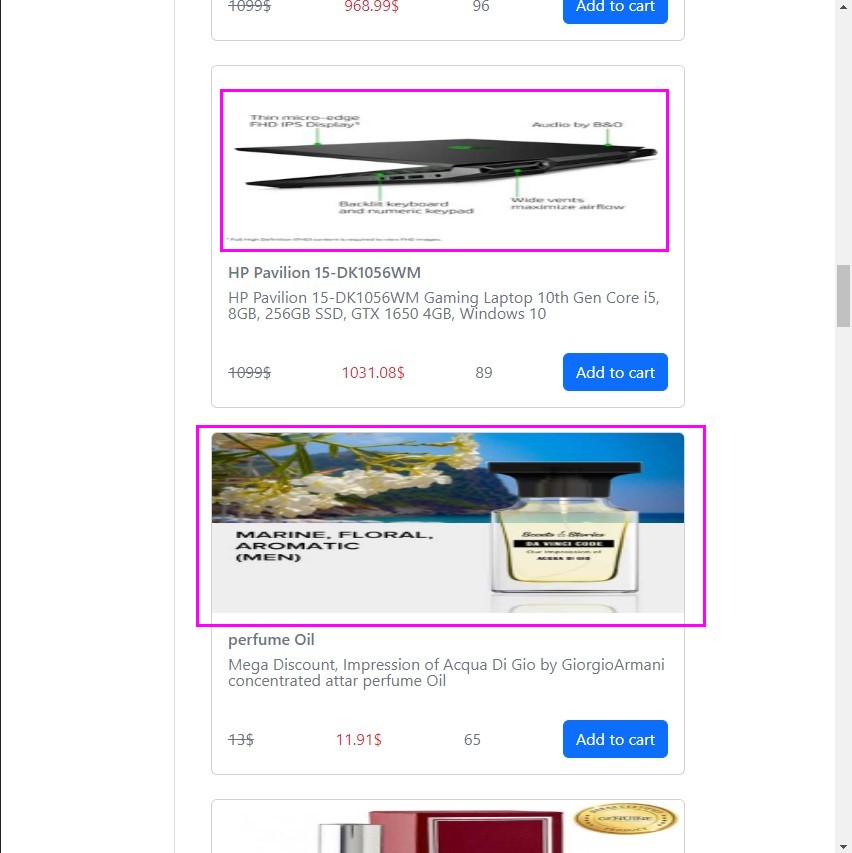 1099$ 968.99$ 96 Add to cart
Thin micro-edge
FHD IPS Display*
Audio by B&O
Backlit keyboard
and numeric keypad
Wide vents
maximize airflow
* Full High Definition (FHD) content is required to view FHD images.
HP Pavilion 15-DK1056WM
HP Pavilion 15-DK1056WM Gaming Laptop 10th Gen Core i5,
8GB, 256GB SSD, GTX 1650 4GB, Windows 10
1099$ 1031.08$ 89 Add to cart
MARINE, FLORAL,
AROMATIC
(MEN)
Scents & Stories
DA VINCI CODE
Our Impression of
ACQUA DI GIO
perfume Oil
Mega Discount, Impression of Acqua Di Gio by GiorgioArmani
concentrated attar perfume Oil
13$ 11.91$ 65 Add to cart
GENUINE